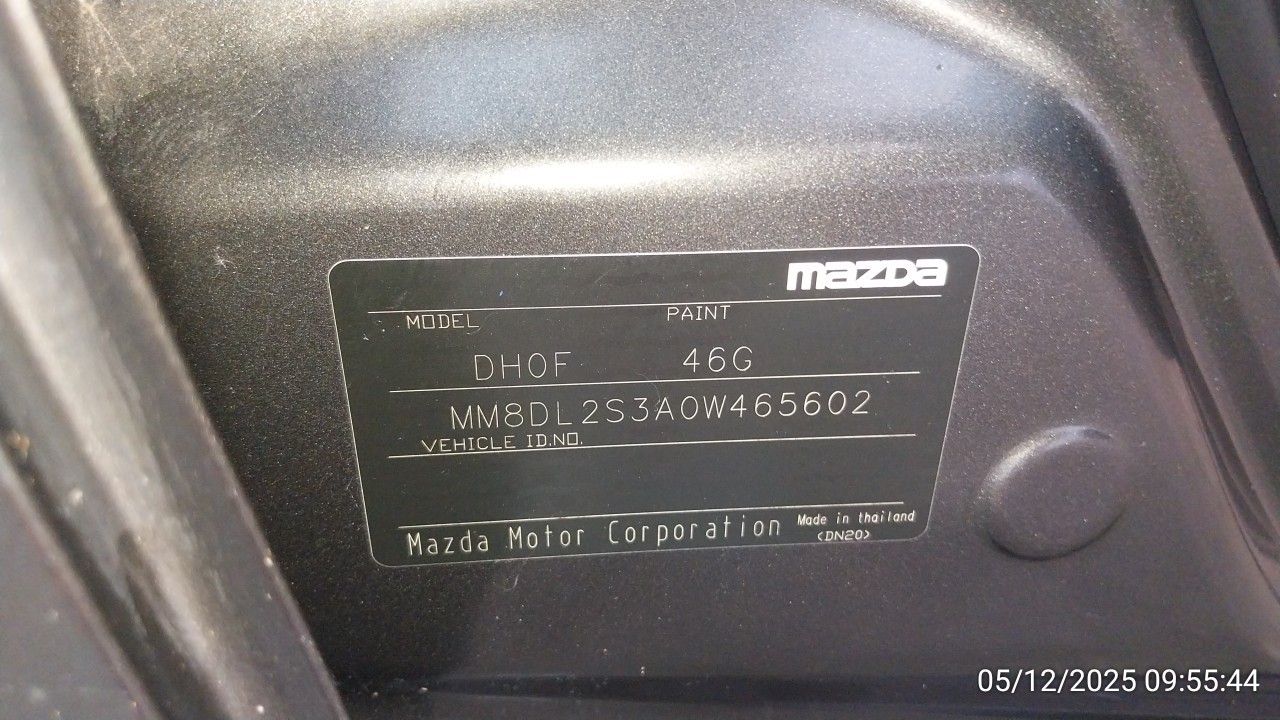 mazda
MODEL PAINT
DH0F 46G
MM8DL2S3A0W465602
VEHICLE ID.NO.
Mazda Motor Corporation Made in thailand
<DN20>
05/12/2025 09:55:44